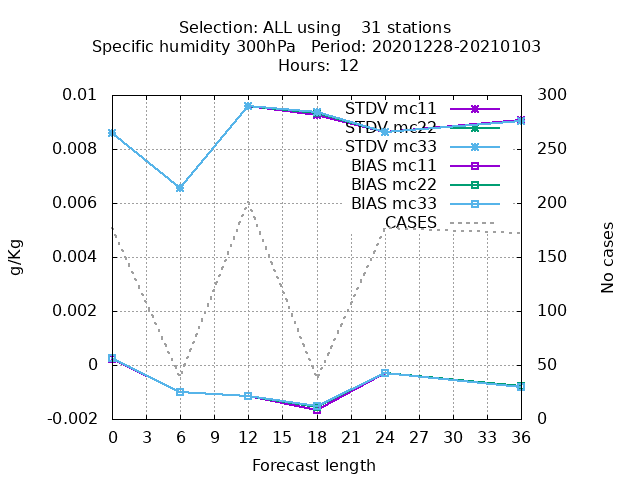 Selection: ALL using    31 stations
Specific humidity 300hPa   Period: 20201228-20210103
Hours:  12
0.01
0.008
0.006
0.004
0.002
0
-0.002
300
250
200
150
100
50
0
STDV mc11
STDV mc22
STDV mc33
BIAS mc11
BIAS mc22
BIAS mc33
CASES
g/Kg
No cases
0 3 6 9 12 15 18 21 24 27 30 33 36
Forecast length